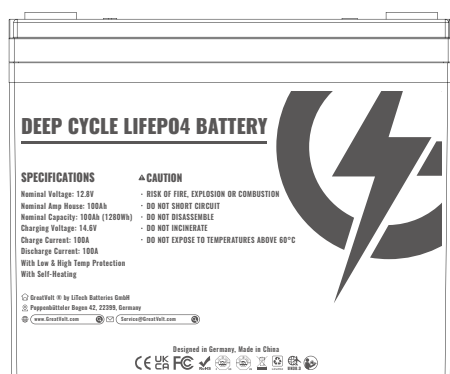 DEEP CYCLE LIFEPO4 BATTERY
SPECIFICATIONS
Nominal Voltage: 12.8V
Nominal Amp House: 100Ah
Nominal Capacity: 100Ah (1280Wh)
Charging Voltage: 14.6V
Charge Current: 100A
Discharge Current: 100A
With Low & High Temp Protection
With Self-Heating
CAUTION
· RISK OF FIRE, EXPLOSION OR COMBUSTION
· DO NOT SHORT CIRCUIT
· DO NOT DISASSEMBLE
· DO NOT INCINERATE
· DO NOT EXPOSE TO TEMPERATURES ABOVE 60°C
GreatVolt ® by LiTech Batteries GmbH
Poppenbütteler Bogen 42, 22399, Germany
www.GreatVolt.com
Service@GreatVolt.com
Designed in Germany, Made in China
CE UK CA FC RoHS